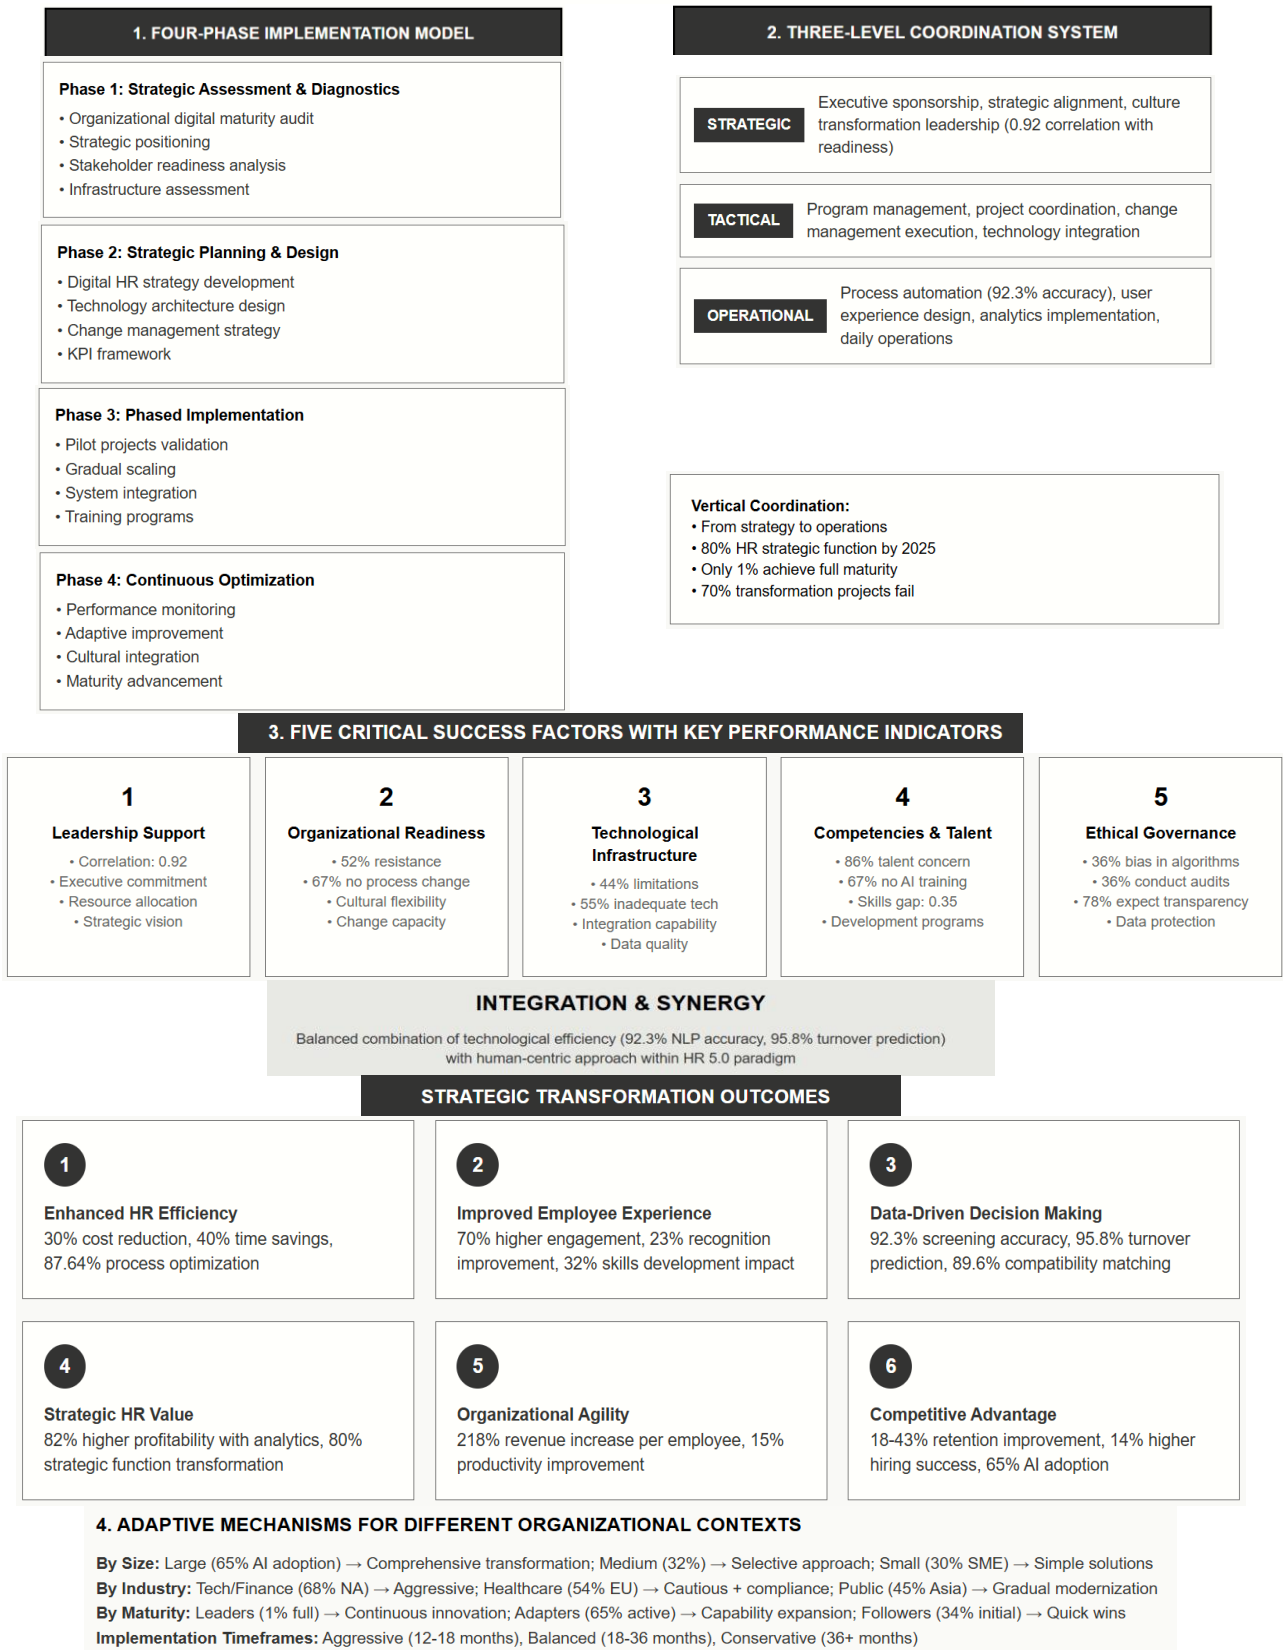 1. FOUR-PHASE IMPLEMENTATION MODEL
Phase 1: Strategic Assessment & Diagnostics
• Organizational digital maturity audit
• Strategic positioning
• Stakeholder readiness analysis
• Infrastructure assessment
Phase 2: Strategic Planning & Design
• Digital HR strategy development
• Technology architecture design
• Change management strategy
• KPI framework
Phase 3: Phased Implementation
• Pilot projects validation
• Gradual scaling
• System integration
• Training programs
Phase 4: Continuous Optimization
• Performance monitoring
• Adaptive improvement
• Cultural integration
• Maturity advancement
2. THREE-LEVEL COORDINATION SYSTEM
STRATEGIC
Executive sponsorship, strategic alignment, culture
transformation leadership (0.92 correlation with
readiness)
TACTICAL
Program management, project coordination, change
management execution, technology integration
OPERATIONAL
Process automation (92.3% accuracy), user
experience design, analytics implementation,
daily operations
Vertical Coordination:
• From strategy to operations
• 80% HR strategic function by 2025
• Only 1% achieve full maturity
• 70% transformation projects fail
3. FIVE CRITICAL SUCCESS FACTORS WITH KEY PERFORMANCE INDICATORS
1
Leadership Support
• Correlation: 0.92
• Executive commitment
• Resource allocation
• Strategic vision
2
Organizational Readiness
• 52% resistance
• 67% no process change
• Cultural flexibility
• Change capacity
3
Technological
Infrastructure
• 44% limitations
• 55% inadequate tech
• Integration capability
• Data quality
4
Competencies & Talent
• 86% talent concern
• 67% no AI training
• Skills gap: 0.35
• Development programs
5
Ethical Governance
• 36% bias in algorithms
• 36% conduct audits
• 78% expect transparency
• Data protection
INTEGRATION & SYNERGY
Balanced combination of technological efficiency (92.3% NLP accuracy, 95.8% turnover prediction)
with human-centric approach within HR 5.0 paradigm
STRATEGIC TRANSFORMATION OUTCOMES
1
Enhanced HR Efficiency
30% cost reduction, 40% time savings,
87.64% process optimization
2
Improved Employee Experience
70% higher engagement, 23% recognition
improvement, 32% skills development impact
3
Data-Driven Decision Making
92.3% screening accuracy, 95.8% turnover
prediction, 89.6% compatibility matching
4
Strategic HR Value
82% higher profitability with analytics, 80%
strategic function transformation
5
Organizational Agility
218% revenue increase per employee, 15%
productivity improvement
6
Competitive Advantage
18-43% retention improvement, 14% higher
hiring success, 65% AI adoption
4. ADAPTIVE MECHANISMS FOR DIFFERENT ORGANIZATIONAL CONTEXTS
By Size: Large (65% AI adoption) → Comprehensive transformation; Medium (32%) → Selective approach; Small (30% SME) → Simple solutions
By Industry: Tech/Finance (68% NA) → Aggressive; Healthcare (54% EU) → Cautious + compliance; Public (45% Asia) → Gradual modernization
By Maturity: Leaders (1% full) → Continuous innovation; Adapters (65% active) → Capability expansion; Followers (34% initial) → Quick wins
Implementation Timeframes: Aggressive (12-18 months), Balanced (18-36 months), Conservative (36+ months)